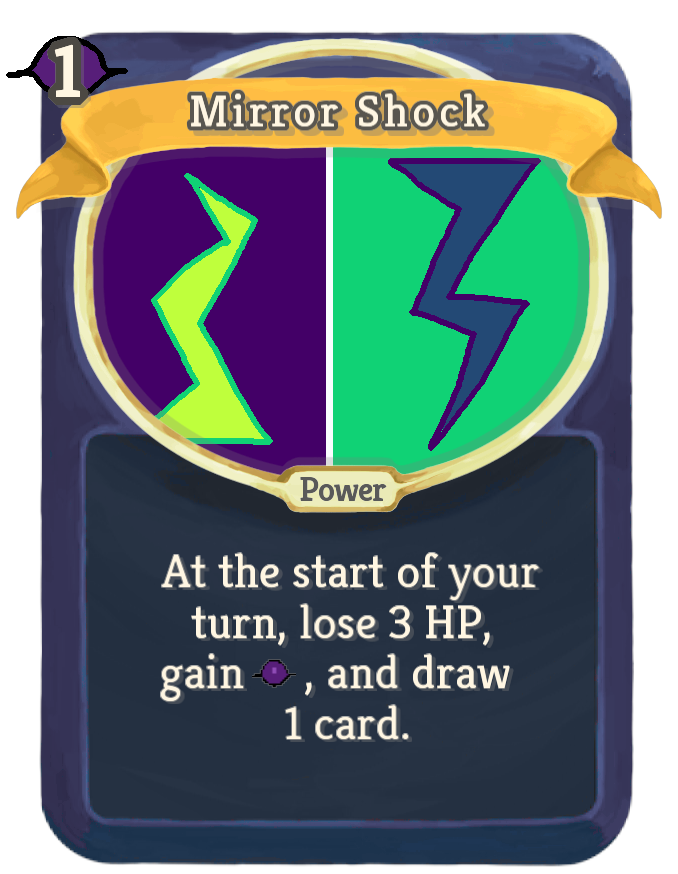 1
Mirror Shock
Power
At the start of your
turn, lose 3 HP,
gain , and draw
1 card.